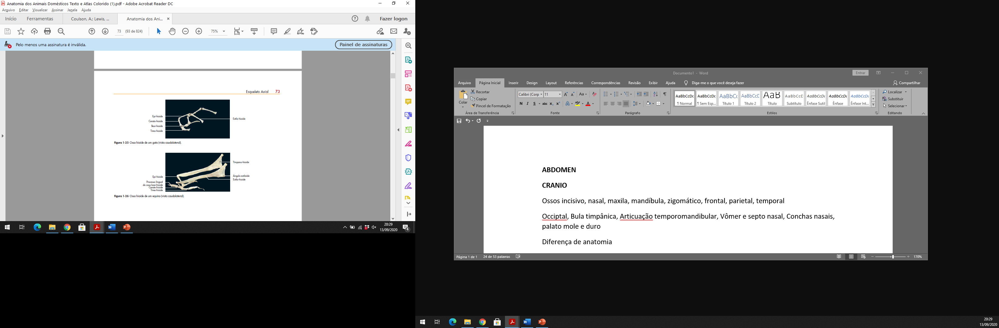 Anatomia dos Animais Domésticos Texto e Atlas Colorido (1).pdf - Adobe Acrobat Reader DC
Arquivo Editar Visualizar Assinar Janela Ajuda
Início Ferramentas Coulson, A.; Lewis, ... Anatomia dos Ani... × Fazer logon
73 (93 de 824) 75%
Pelo menos uma assinatura é inválida. Painel de assinaturas
Esqueleto Axial 73
Epi-hioide
Cerato-hioide
Basi-hioide
Tireo-hioide
Estilo-hioide
Figura 1-25 Osso hioide de um gato (vista caudolateral).
Timpano-hioide
Ângulo estiloide
Estilo-hioide
Epi-hioide
Processo lingual
do osso basi-hioide
Cerato-hioide
Tireo-hioide
Figura 1-26 Osso hioide de um equino (vista caudolateral).
20:29
13/09/2020
4
Documento1 - Word
Entrar
Arquivo Página Inicial Inserir Design Layout Referências Correspondências Revisão Exibir Ajuda Diga-me o que você deseja fazer Compartilhar
Colar
Recortar
Copiar
Pincel de Formatação
Área de Transferência
Calibri (Corp 11 Aa
N I S abc x₂ x² A
Fonte
Parágrafo
AaBbCcDc AaBbCcDc AaBbC( AaBbCcE AaB AaBbCcD AaBbCcDi AaBbCcDi AaBbCcDi
¶ Normal ¶ Sem Esp... Título 1 Título 2 Título Subtítulo Ênfase Sutil Ênfase Ênfase Int...
Estilos
Localizar
Substituir
Selecionar
Editando
ABDOMEN
CRANIO
Ossos incisivo, nasal, maxila, mandíbula, zigomático, frontal, parietal, temporal
Occiptal, Bula timpânica, Articuação temporomandibular, Vômer e septo nasal, Conchas nasais,
palato mole e duro
Diferença de anatomia
Página 1 de 1 24 de 53 palavras 170%
20:29
13/09/2020